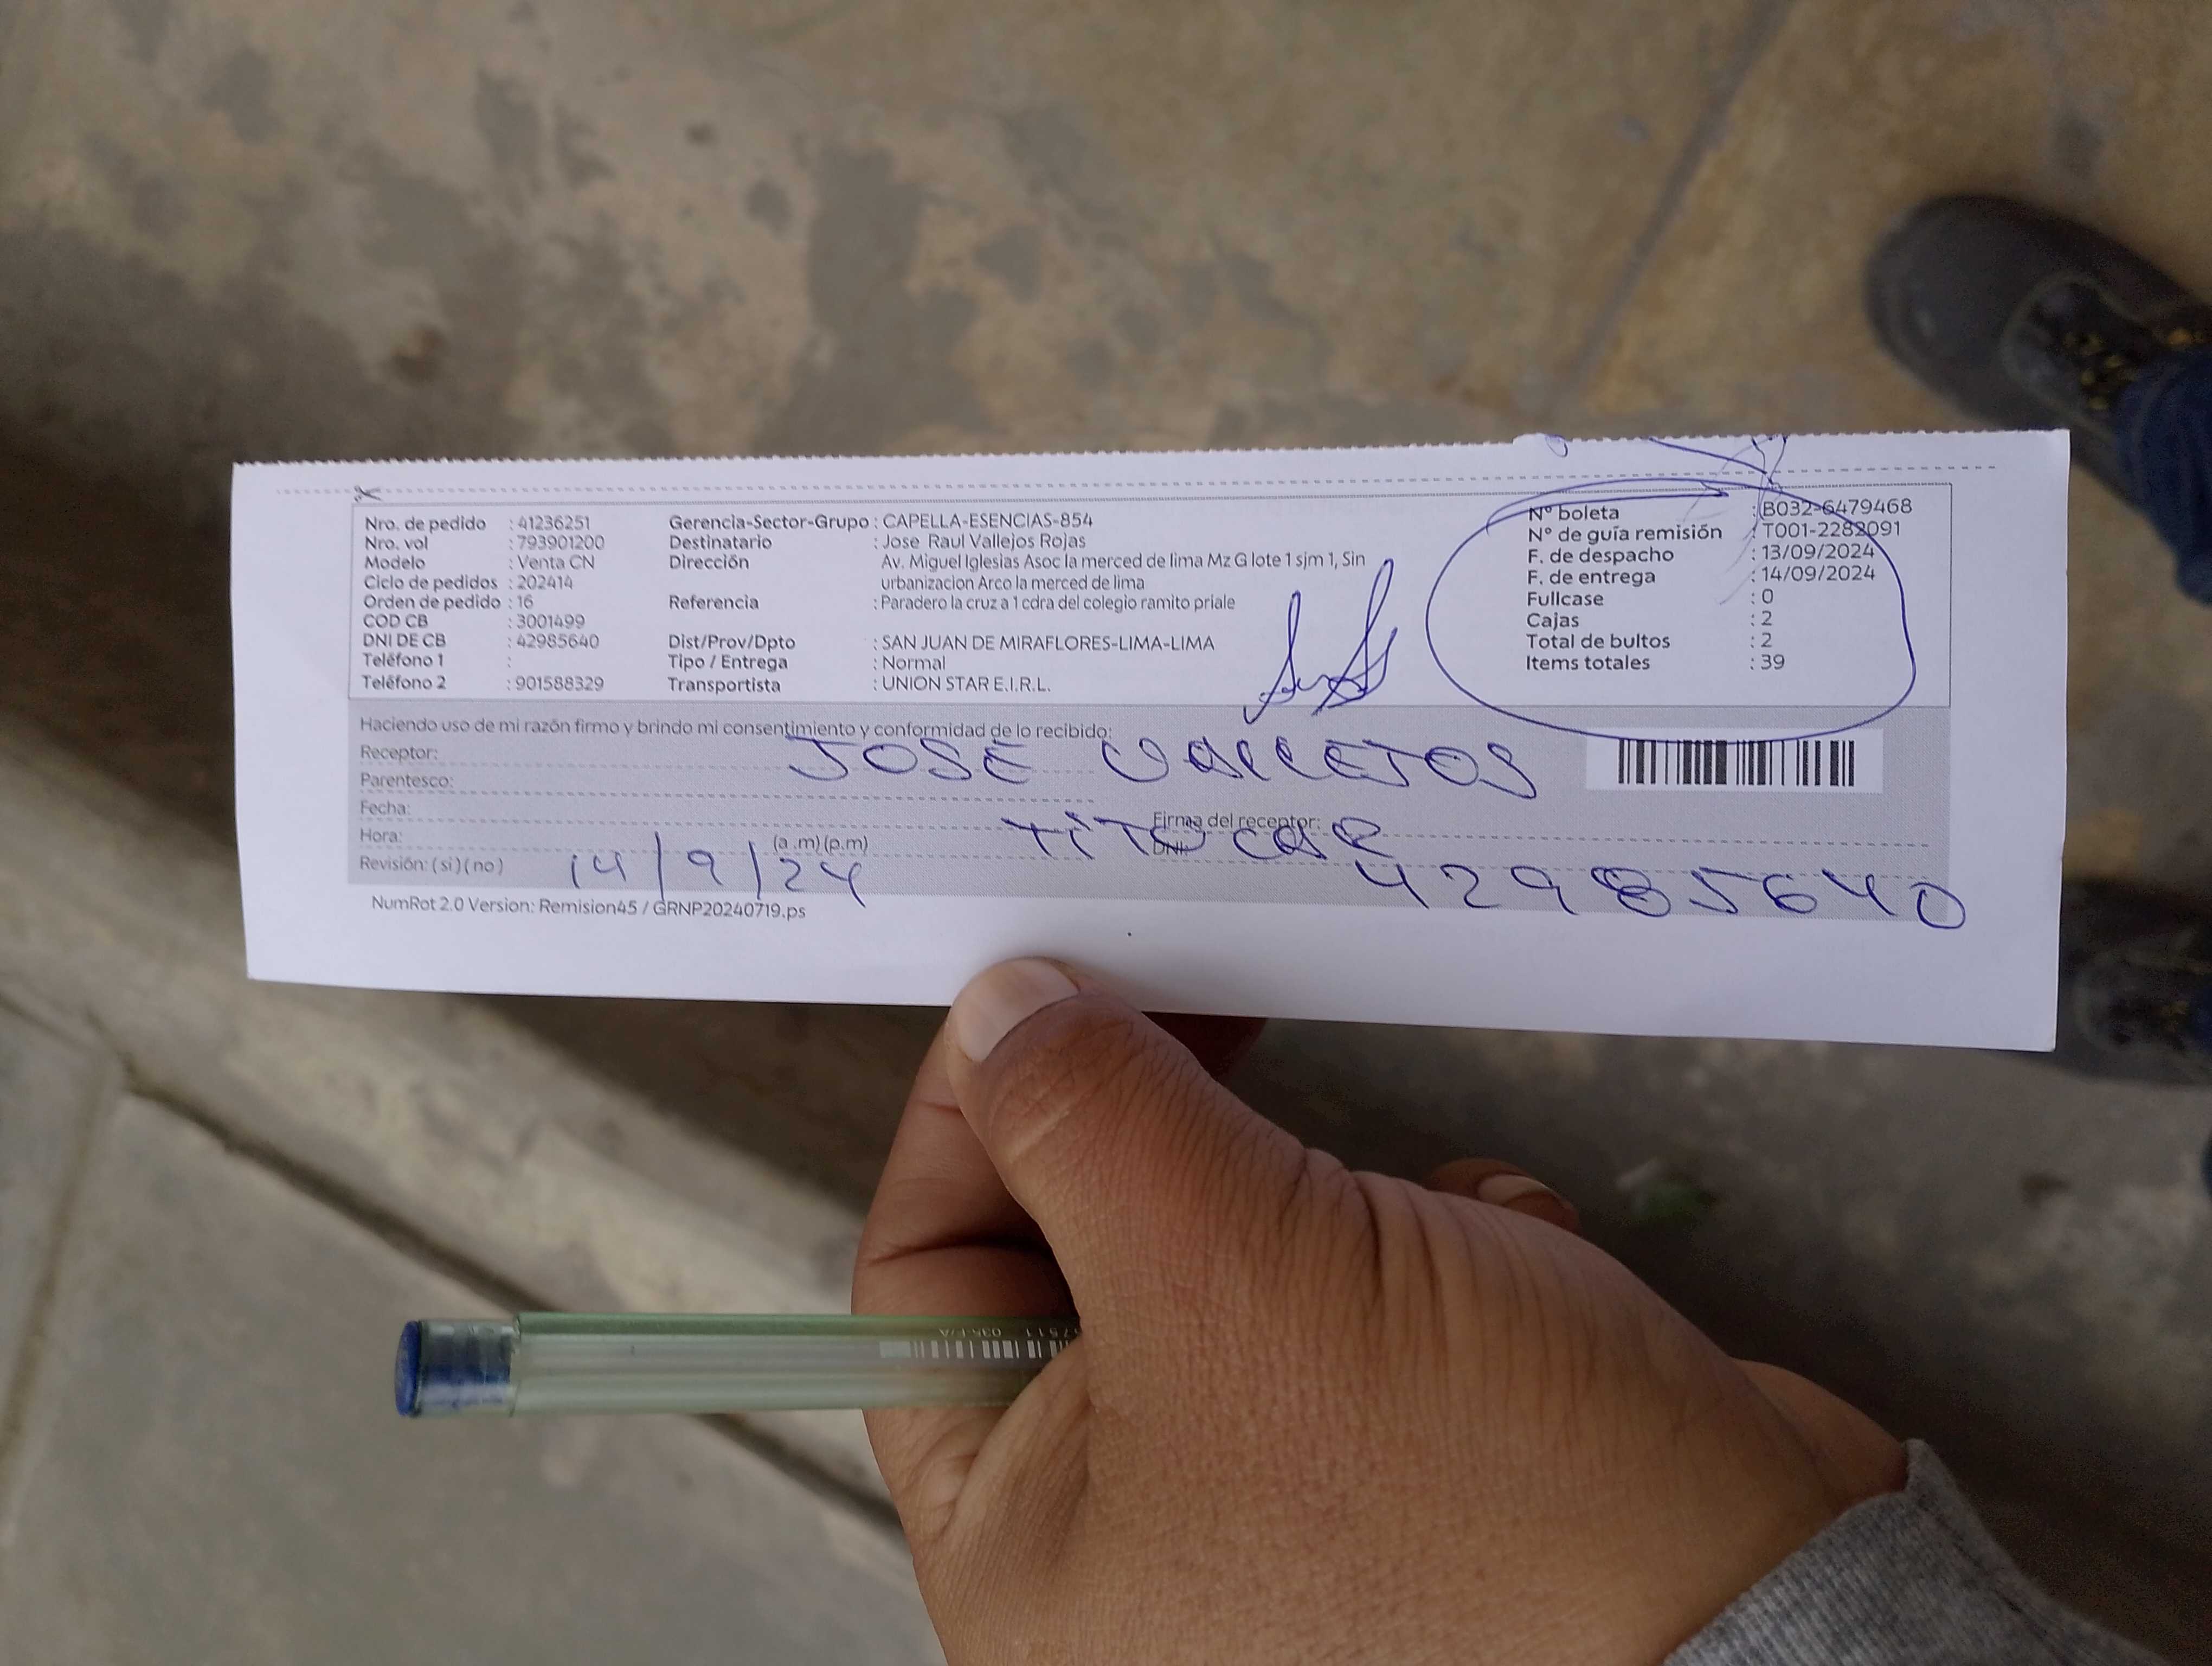 Nro. de pedido : 41236251 Gerencia-Sector-Grupo : CAPELLA-ESENCIAS-854 N° boleta : B032-6479468
Nro. vol : 793901200 Destinatario : Jose Raul Vallejos Rojas N° de guía remisión : T001-2282091
Modelo : Venta CN Dirección Av. Miguel Iglesias Asoc la merced de lima Mz G lote 1 sjm 1, Sin F. de despacho : 13/09/2024
Ciclo de pedidos : 202414 urbanizacion Arco la merced de lima F. de entrega : 14/09/2024
Orden de pedido : 16 Referencia : Paradero la cruz a 1 cdra del colegio ramito priale Fullcase : 0
COD CB : 3001499 Cajas : 2
DNI DE CB : 42985640 Dist/Prov/Dpto : SAN JUAN DE MIRAFLORES-LIMA-LIMA Total de bultos : 2
Teléfono 1 : Tipo / Entrega : Normal Items totales : 39
Teléfono 2 : 901588329 Transportista : UNION STAR E.I.R.L.
Haciendo uso de mi razón firmo y brindo mi consentimiento y conformidad de lo recibido:
Receptor: JOSE VALLEJOS
Parentesco:
Fecha: Firma del receptor:
Hora: (a.m) (p.m) TiTULAR DNI:
Revisión: ( si ) ( no ) 14/9/24 42985640
NumRot 2.0 Version: Remision45 / GRNP20240719.ps